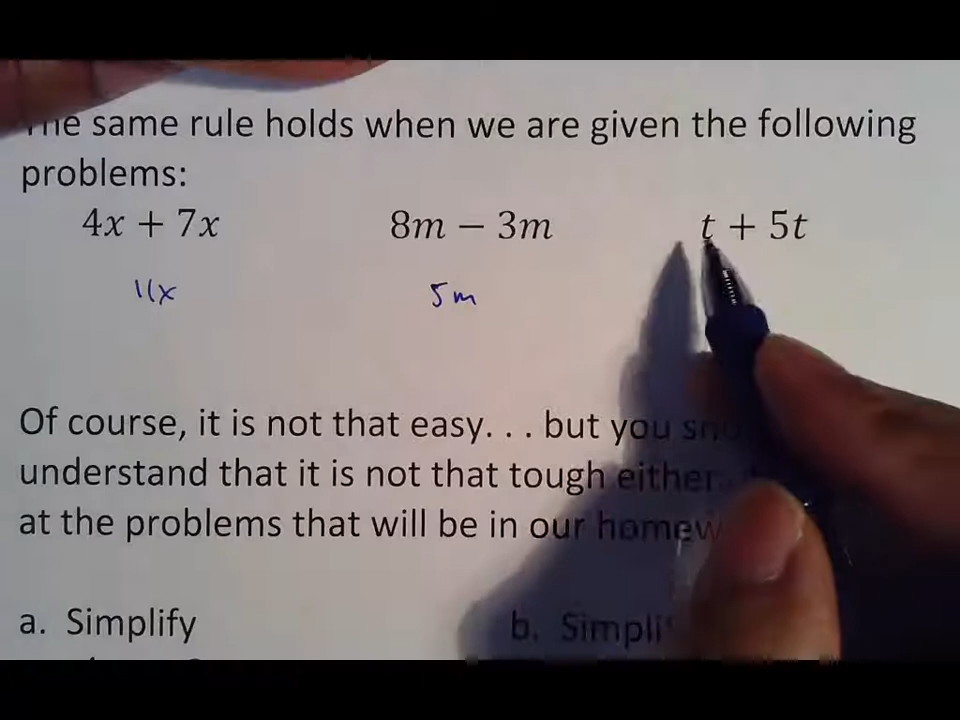 The same rule holds when we are given the following
problems:
4x + 7x 8m − 3m t + 5t
11x 5m
Of course, it is not that easy. . . but you
understand that it is not that tough either.
at the problems that will be in our
a. Simplify b.